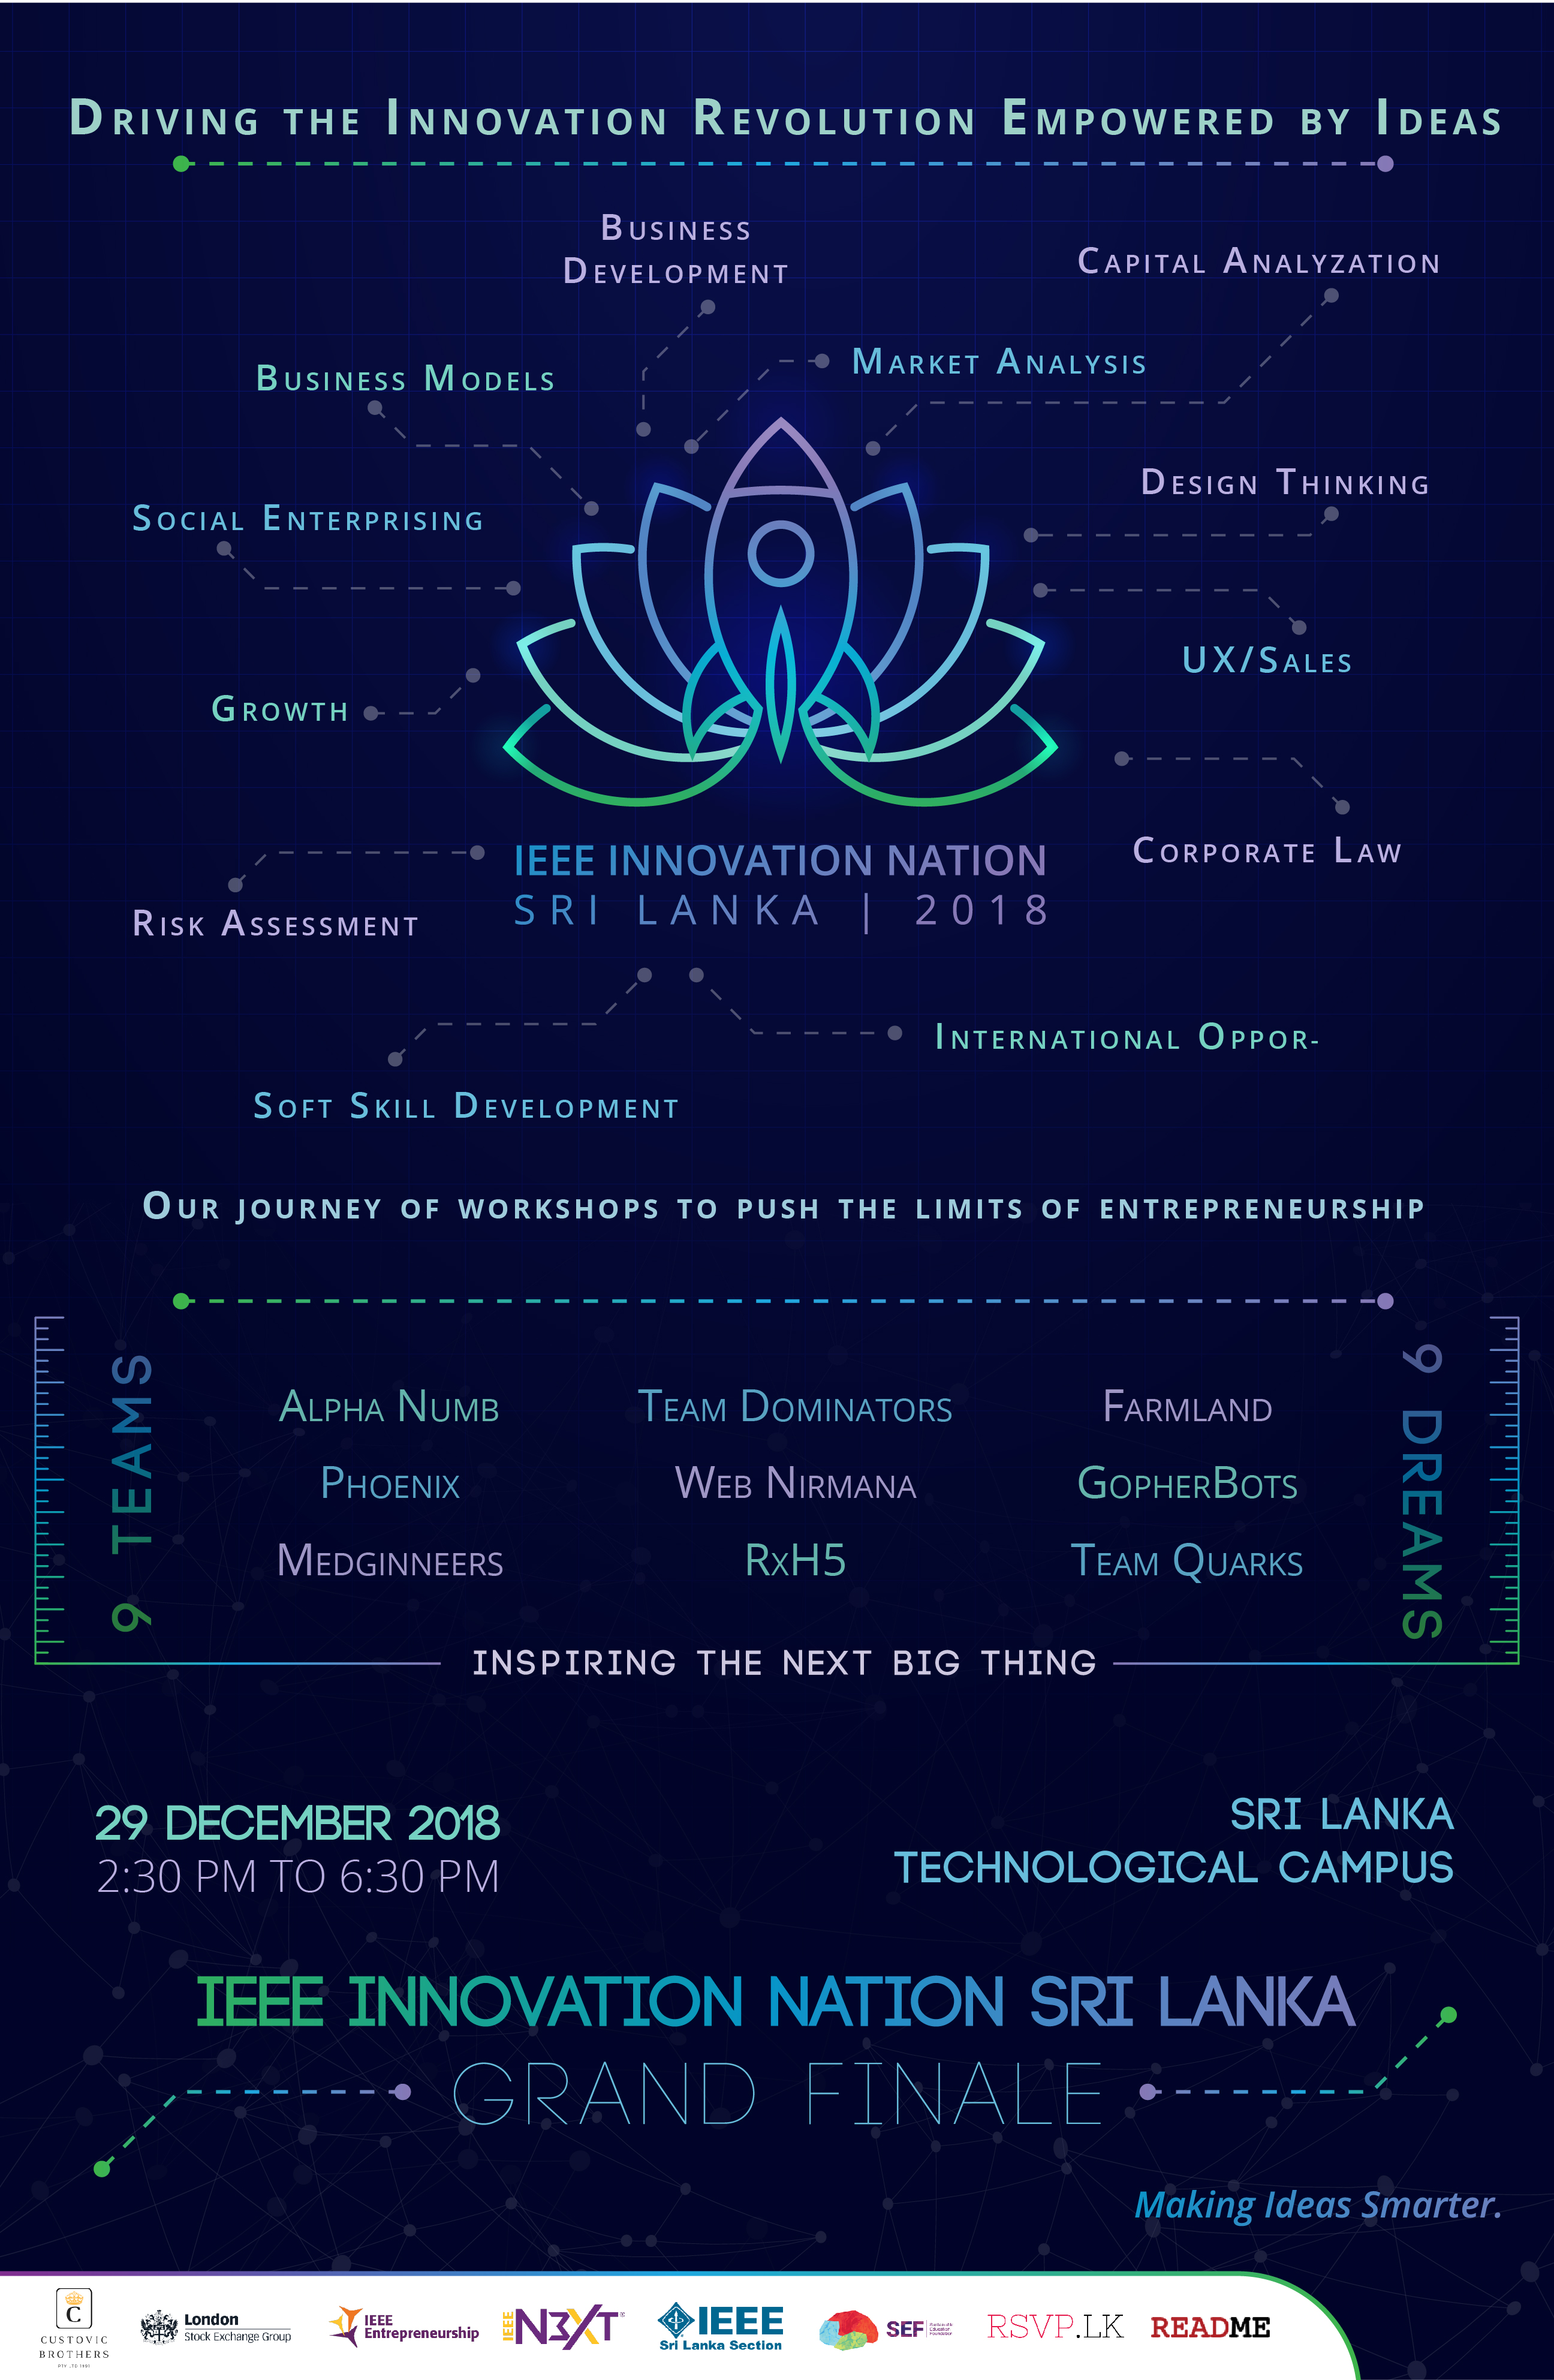 Driving the Innovation Revolution Empowered by Ideas
Business
Development
Capital Analyzation
Market Analysis
Business Models
Design Thinking
Social Enterprising
UX/Sales
Growth
Corporate Law
IEEE INNOVATION NATION
SRI LANKA | 2018
Risk Assessment
International Oppor-
Soft Skill Development
Our journey of workshops to push the limits of entrepreneurship
9 TEAMS
9 DREAMS
Alpha Numb
Team Dominators
Farmland
Phoenix
Web Nirmana
GopherBots
Medginneers
RxH5
Team Quarks
INSPIRING THE NEXT BIG THING
29 DECEMBER 2018
2:30 PM TO 6:30 PM
SRI LANKA
TECHNOLOGICAL CAMPUS
IEEE INNOVATION NATION SRI LANKA
GRAND FINALE
Making Ideas Smarter.
C
CUSTOVIC
BROTHERS
London
Stock Exchange Group
IEEE
Entrepreneurship
IEEE N3XT
IEEE
Sri Lanka Section
SEF
RSVP.LK
README